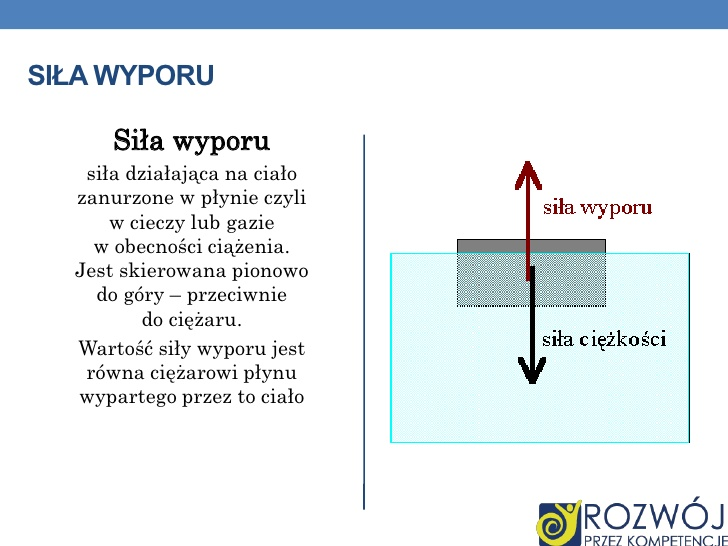 SIŁA WYPORU
Siła wyporu
siła działająca na ciało
zanurzone w płynie czyli
w cieczy lub gazie
w obecności ciążenia.
Jest skierowana pionowo
do góry – przeciwnie
do ciężaru.
Wartość siły wyporu jest
równa ciężarowi płynu
wypartego przez to ciało
siła wyporu
siła ciężkości
ROZWÓJ
PRZEZ KOMPETENCJE